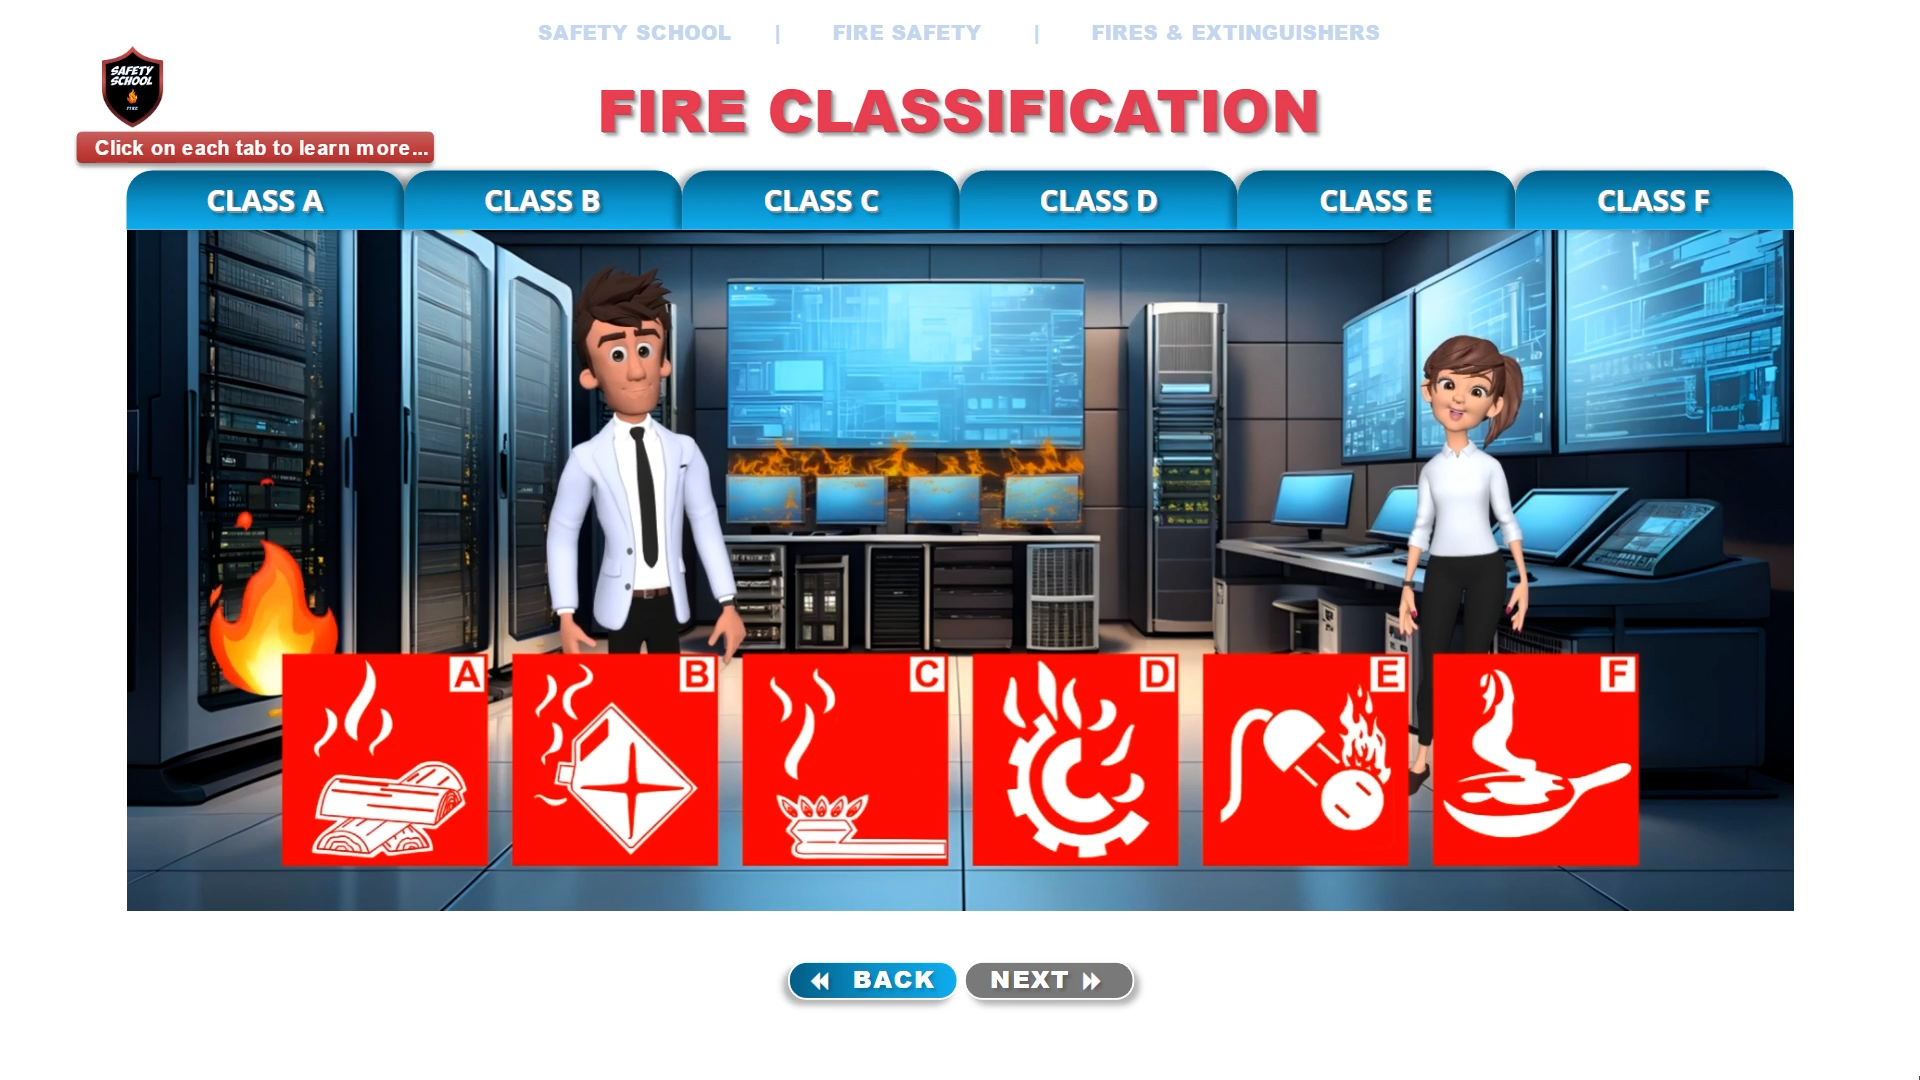 SAFETY SCHOOL | FIRE SAFETY | FIRES & EXTINGUISHERS
SAFETY
SCHOOL
FIRE
FIRE CLASSIFICATION
Click on each tab to learn more...
CLASS A CLASS B CLASS C CLASS D CLASS E CLASS F
A B C D E F
BACK NEXT